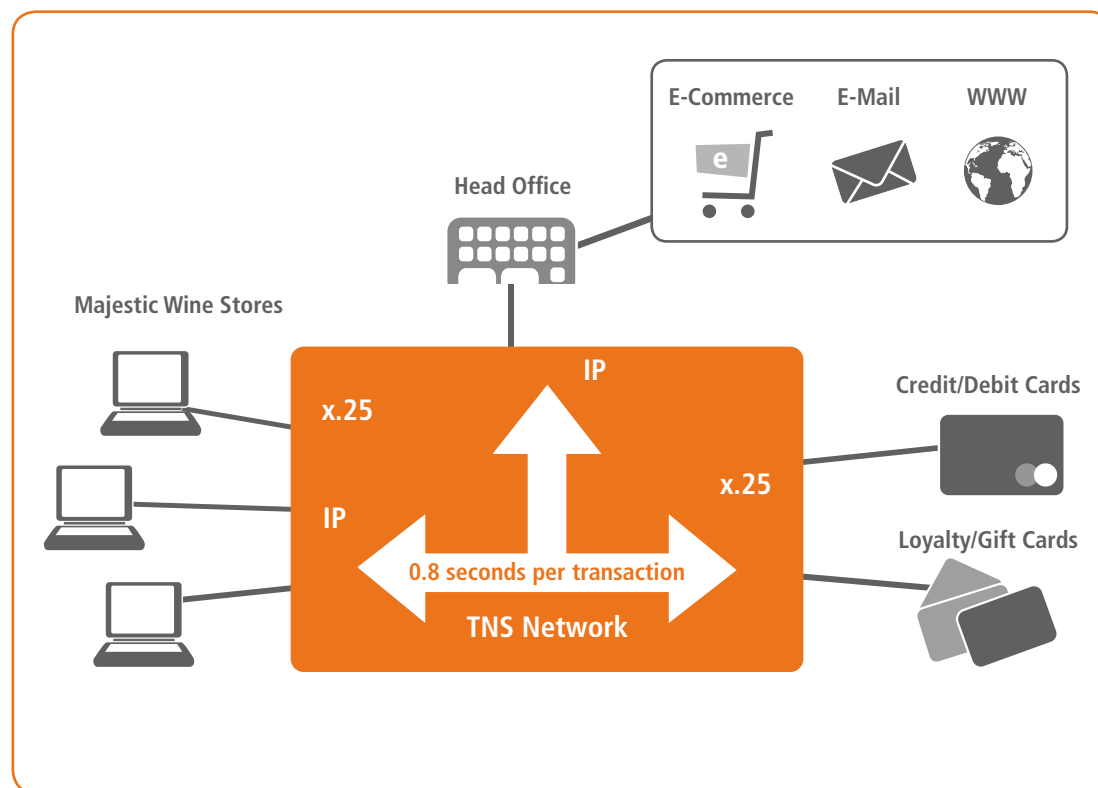 E-Commerce
E-Mail
WWW
e
Head Office
Majestic Wine Stores
IP
x.25
Credit/Debit Cards
x.25
IP
Loyalty/Gift Cards
0.8 seconds per transaction
TNS Network